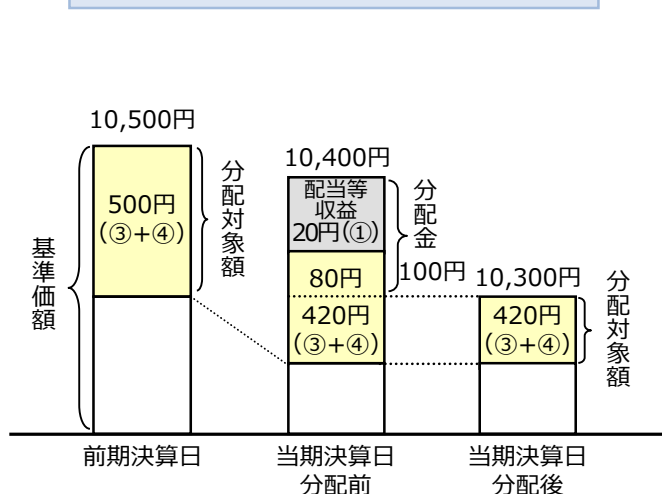 10,500円
500円
(③+④)
分配対象額
基準価額
前期決算日
10,400円
配当等
収益
20円(①)
分配金
100円
80円
420円
(③+④)
当期決算日
分配前
10,300円
420円
(③+④)
分配対象額
当期決算日
分配後